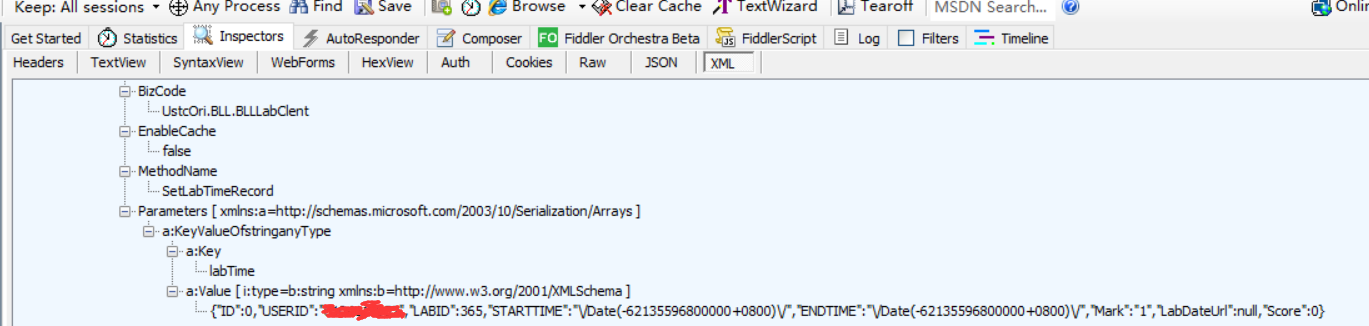 Keep: All sessions Any Process Find Save Browse Clear Cache TextWizard Tearoff MSDN Search... Onlin
Get Started Statistics Inspectors AutoResponder Composer FO Fiddler Orchestra Beta FiddlerScript Log Filters Timeline
Headers TextView SyntaxView WebForms HexView Auth Cookies Raw JSON XML
BizCode
UstcOri.BLL.BLLLabClent
EnableCache
false
MethodName
SetLabTimeRecord
Parameters [ xmlns:a=http://schemas.microsoft.com/2003/10/Serialization/Arrays ]
a:KeyValueOfstringanyType
a:Key
labTime
a:Value [ i:type=b:string xmlns:b=http://www.w3.org/2001/XMLSchema ]
{"ID":0,"USERID":" ","LABID":365,"STARTTIME":"\/Date(-62135596800000+0800)\/","ENDTIME":"\/Date(-62135596800000+0800)\/","Mark":"1","LabDateUrl":null,"Score":0}